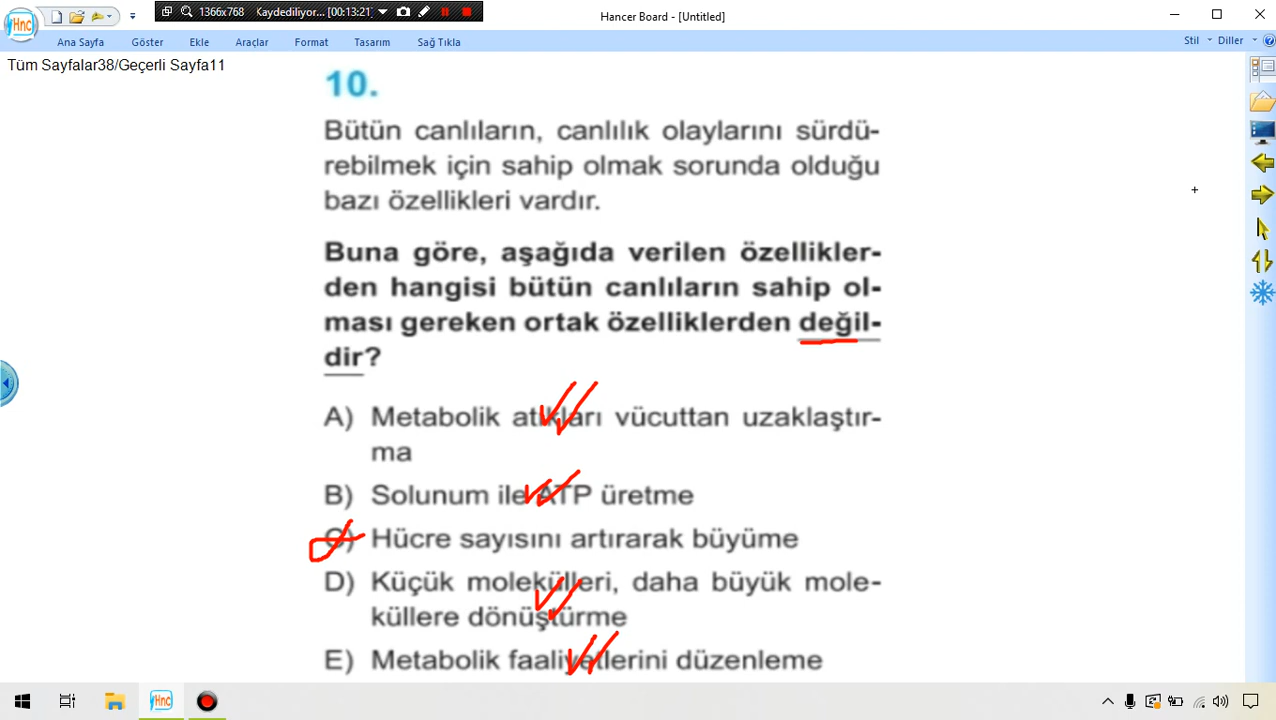 1366x768 Kaydediliyor... [00:13:21]
Hancer Board - [Untitled]
Hnc
Ana Sayfa Göster Ekle Araçlar Format Tasarım Sağ Tıkla
Stil Diller
Tüm Sayfalar38/Geçerli Sayfa11
10.
Bütün canlıların, canlılık olaylarını sürdü-
rebilmek için sahip olmak sorunda olduğu
bazı özellikleri vardır.
Buna göre, aşağıda verilen özellikler-
den hangisi bütün canlıların sahip ol-
ması gereken ortak özelliklerden değil-
dir?
A) Metabolik atıkları vücuttan uzaklaştır-
ma
B) Solunum ile ATP üretme
C) Hücre sayısını artırarak büyüme
D) Küçük molekülleri, daha büyük mole-
küllere dönüştürme
E) Metabolik faaliyetlerini düzenleme
Hnc